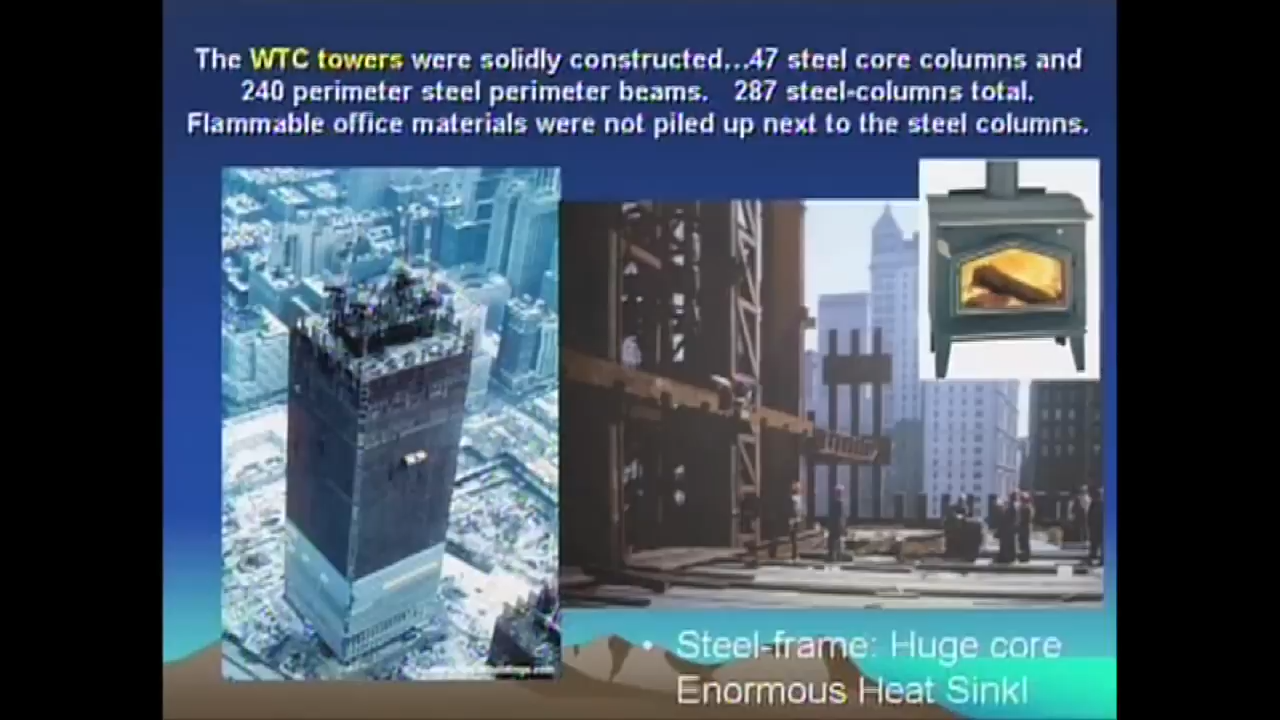 The WTC towers were solidly constructed...47 steel core columns and
240 perimeter steel perimeter beams. 287 steel-columns total.
Flammable office materials were not piled up next to the steel columns.
• Steel-frame: Huge core
Enormous Heat Sink!